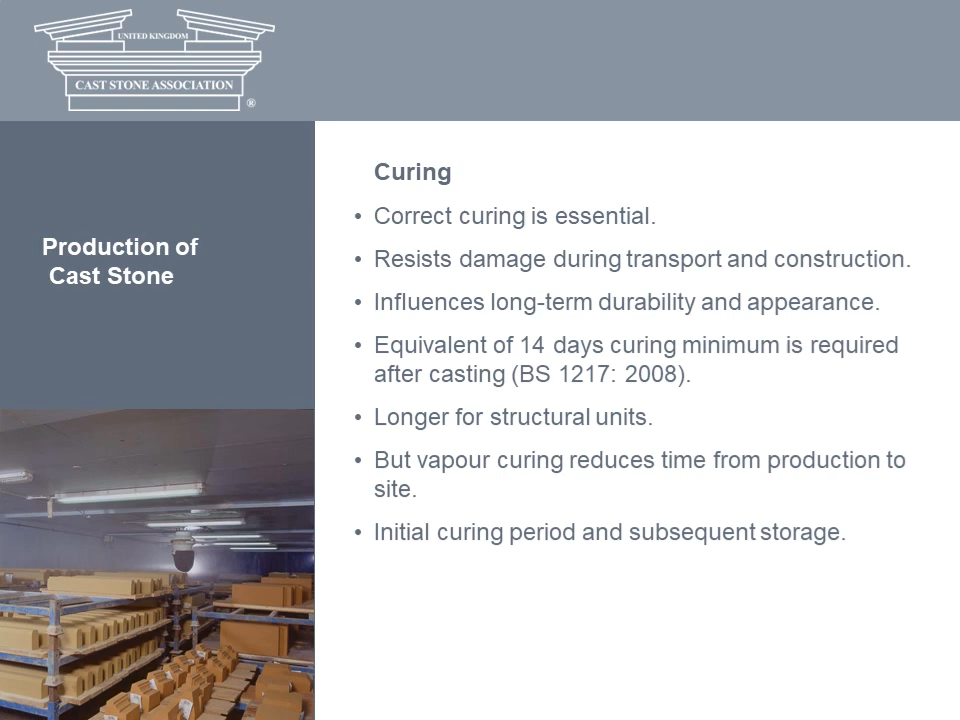 UNITED KINGDOM
CAST STONE ASSOCIATION
®
Production of
Cast Stone
Curing
• Correct curing is essential.
• Resists damage during transport and construction.
• Influences long-term durability and appearance.
• Equivalent of 14 days curing minimum is required
after casting (BS 1217: 2008).
• Longer for structural units.
• But vapour curing reduces time from production to
site.
• Initial curing period and subsequent storage.